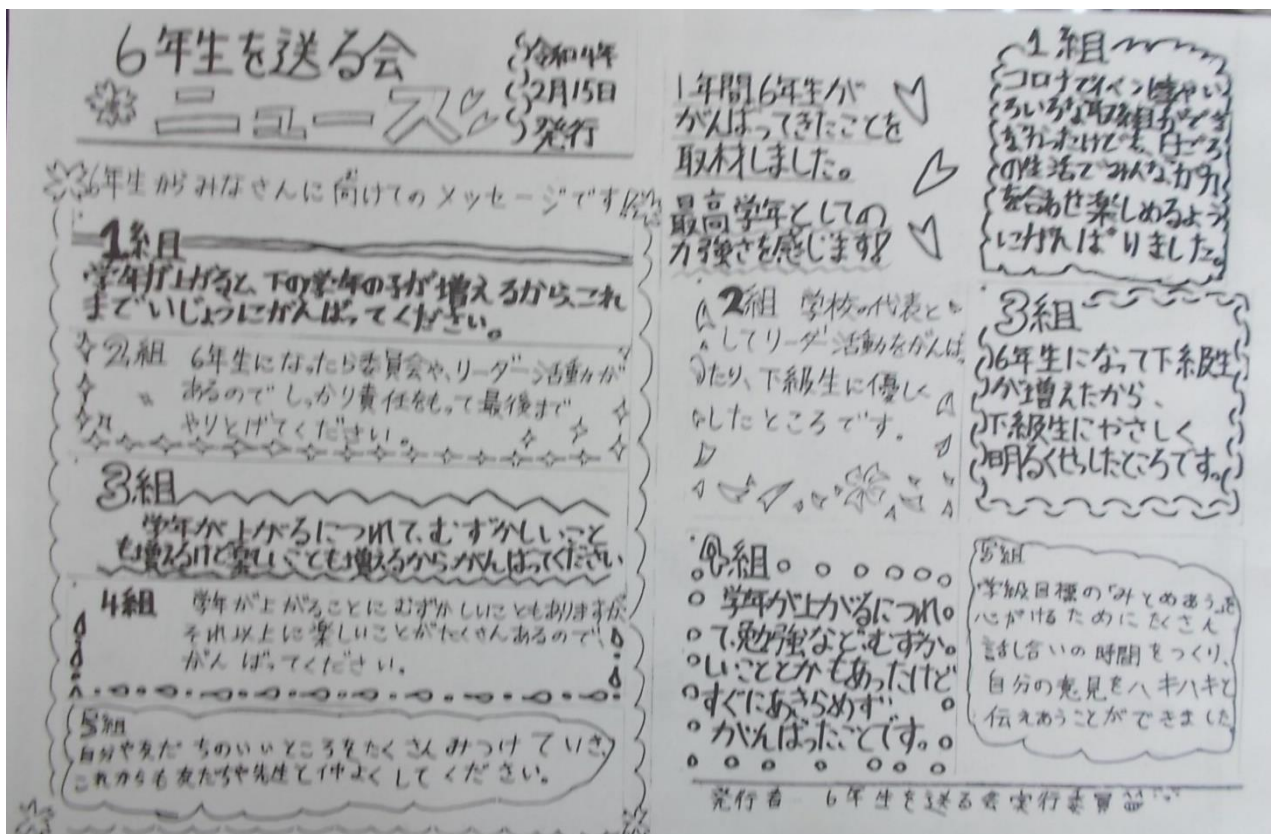 6年生を送る会
ニュース
令和4年
2月15日
発行
6年生からみなさんに向けてのメッセージです!!
1組
学年が上がると、下の学年の子が増えるから、これ
までいじょうにがんばってください。
2組 6年生になったら委員会や、リーダー活動が
あるのでしっかり責任をもって最後まで
やりとげてください。
3組
学年が上がるにつれて、むずかしいこと
も増えるけど楽しいことも増えるからがんばってください
4組 学年が上がるごとにむずかしいこともありますが、
それ以上に楽しいことがたくさんあるので、
がんばってください。
5組
自分や友だちのいいところをたくさんみつけていき、
これからも友だちや先生と仲よくしてください。
1年間6年生が
がんばってきたことを
取材しました。
最高学年としての
力強さを感じます!
1組
コロナでイベントやい
ろいろな取組ができ
なかったけでも、日ごろ
の生活でみんな、力
を合わせ楽しめるよう
にがんばりました。
2組 学校の代表と
してリーダー活動をがんば
たり、下級生に優しく
したところです。
3組
6年生になって下級生
が増えたから、
下級生にやさしく
明るくせっしたところです。
4組
学年が上がるにつれ
て、勉強などむずか
しいこととかもあったけど
すぐにあきらめず
がんばったことです。
5組
学級目標の「みとめあう」を
心がけるためにたくさん
話し合いの時間をつくり、
自分の意見をハキハキと
伝えあうことができました
発行者 6年生を送る会実行委員